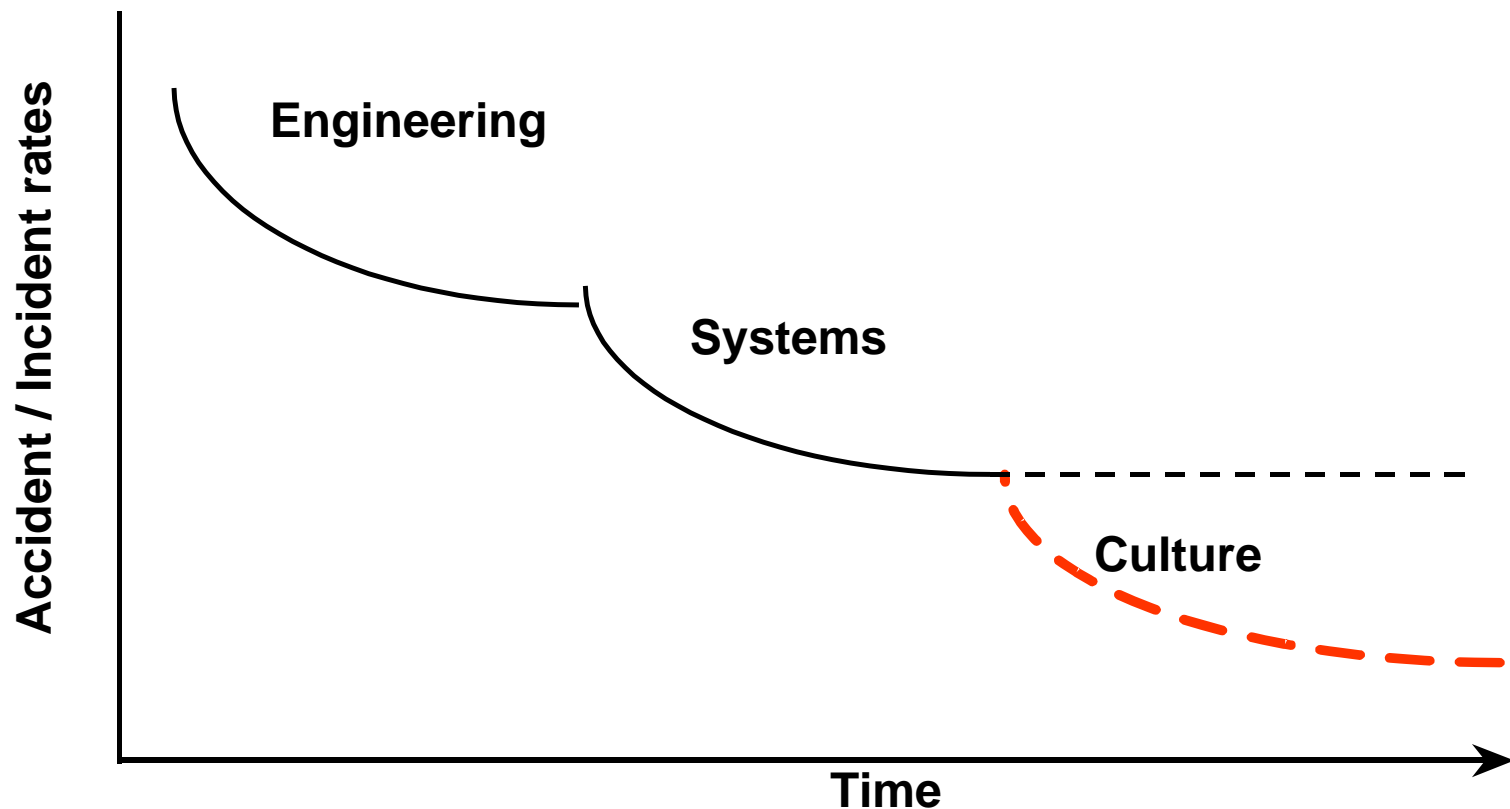 Accident / Incident rates
Engineering
Systems
Culture
Time